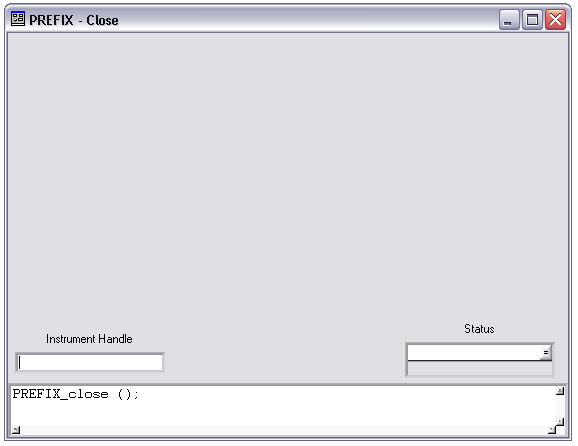 PREFIX - Close
Status
Instrument Handle
PREFIX_close ();